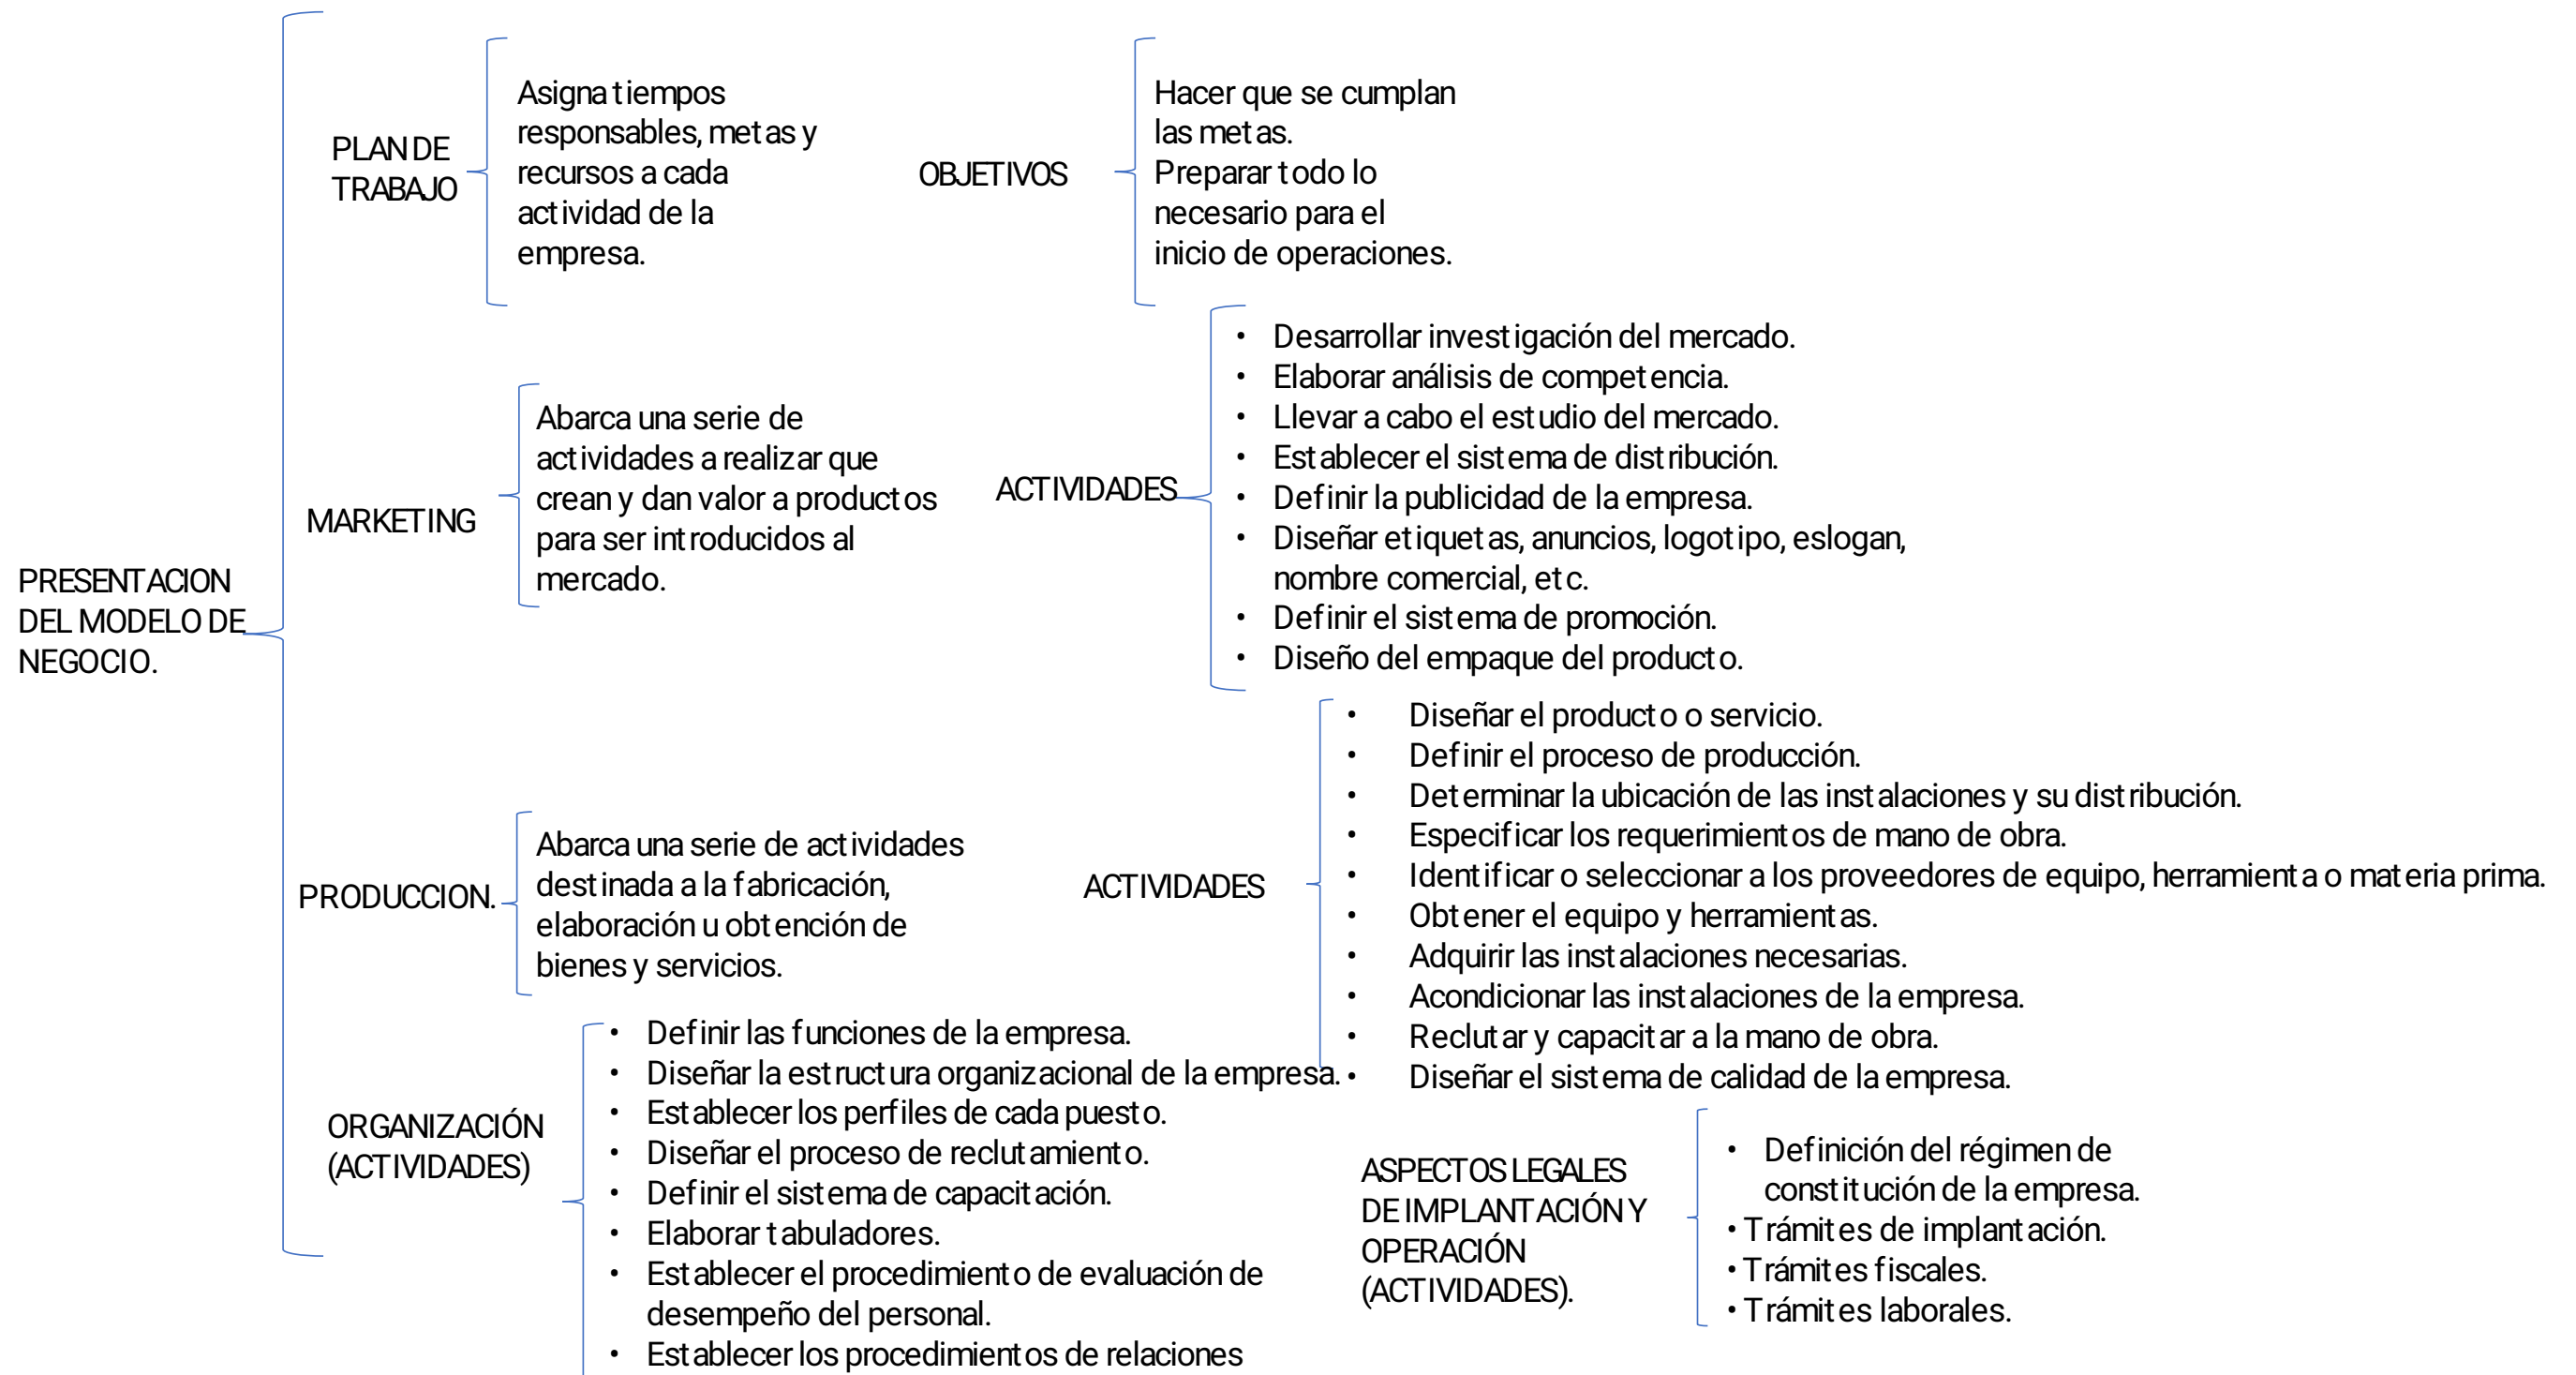 PRESENTACION
DEL MODELO DE
NEGOCIO.
PLAN DE
TRABAJO
Asigna tiempos
responsables, metas y
recursos a cada
actividad de la
empresa.
OBJETIVOS
Hacer que se cumplan
las metas.
Preparar todo lo
necesario para el
inicio de operaciones.
MARKETING
Abarca una serie de
actividades a realizar que
crean y dan valor a productos
para ser introducidos al
mercado.
ACTIVIDADES
• Desarrollar investigación del mercado.
• Elaborar análisis de competencia.
• Llevar a cabo el estudio del mercado.
• Establecer el sistema de distribución.
• Definir la publicidad de la empresa.
• Diseñar etiquetas, anuncios, logotipo, eslogan,
nombre comercial, etc.
• Definir el sistema de promoción.
• Diseño del empaque del producto.
PRODUCCION.
Abarca una serie de actividades
destinada a la fabricación,
elaboración u obtención de
bienes y servicios.
ACTIVIDADES
• Diseñar el producto o servicio.
• Definir el proceso de producción.
• Determinar la ubicación de las instalaciones y su distribución.
• Especificar los requerimientos de mano de obra.
• Identificar o seleccionar a los proveedores de equipo, herramienta o materia prima.
• Obtener el equipo y herramientas.
• Adquirir las instalaciones necesarias.
• Acondicionar las instalaciones de la empresa.
• Reclutar y capacitar a la mano de obra.
• Diseñar el sistema de calidad de la empresa.
ORGANIZACIÓN
(ACTIVIDADES)
• Definir las funciones de la empresa.
• Diseñar la estructura organizacional de la empresa.
• Establecer los perfiles de cada puesto.
• Diseñar el proceso de reclutamiento.
• Definir el sistema de capacitación.
• Elaborar tabuladores.
• Establecer el procedimiento de evaluación de
desempeño del personal.
• Establecer los procedimientos de relaciones
ASPECTOS LEGALES
DE IMPLANTACIÓN Y
OPERACIÓN
(ACTIVIDADES).
• Definición del régimen de
constitución de la empresa.
• Trámites de implantación.
• Trámites fiscales.
• Trámites laborales.